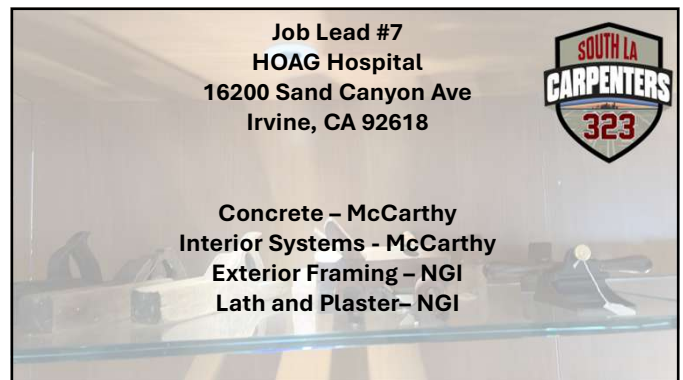 Job Lead #7
HOAG Hospital
16200 Sand Canyon Ave
Irvine, CA 92618
SOUTH LA
CARPENTERS
323
Concrete – McCarthy
Interior Systems - McCarthy
Exterior Framing – NGI
Lath and Plaster– NGI